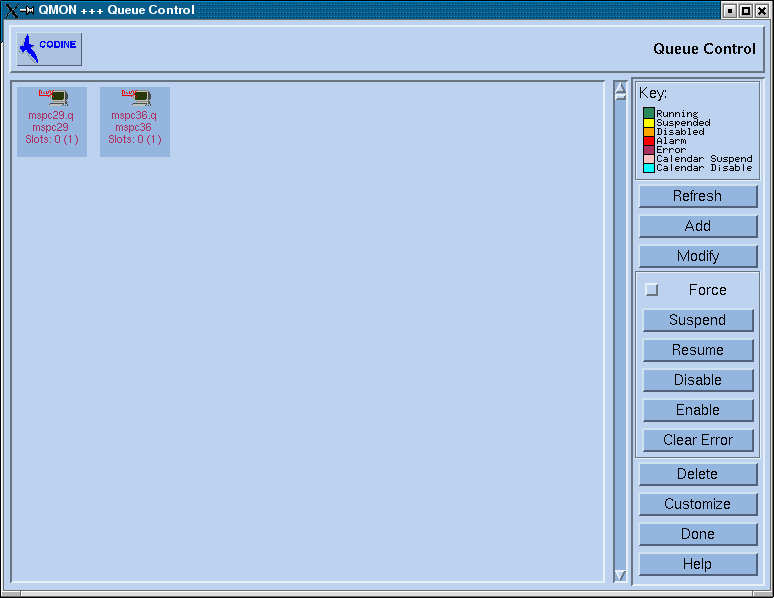 QMON +++ Queue Control
CODINE
Queue Control
mspc29.q
mspc29
Slots: 0 (1)
mspc36.q
mspc36
Slots: 0 (1)
Key:
Running
Suspended
Disabled
Alarm
Error
Calendar Suspend
Calendar Disable
Refresh
Add
Modify
Force
Suspend
Resume
Disable
Enable
Clear Error
Delete
Customize
Done
Help